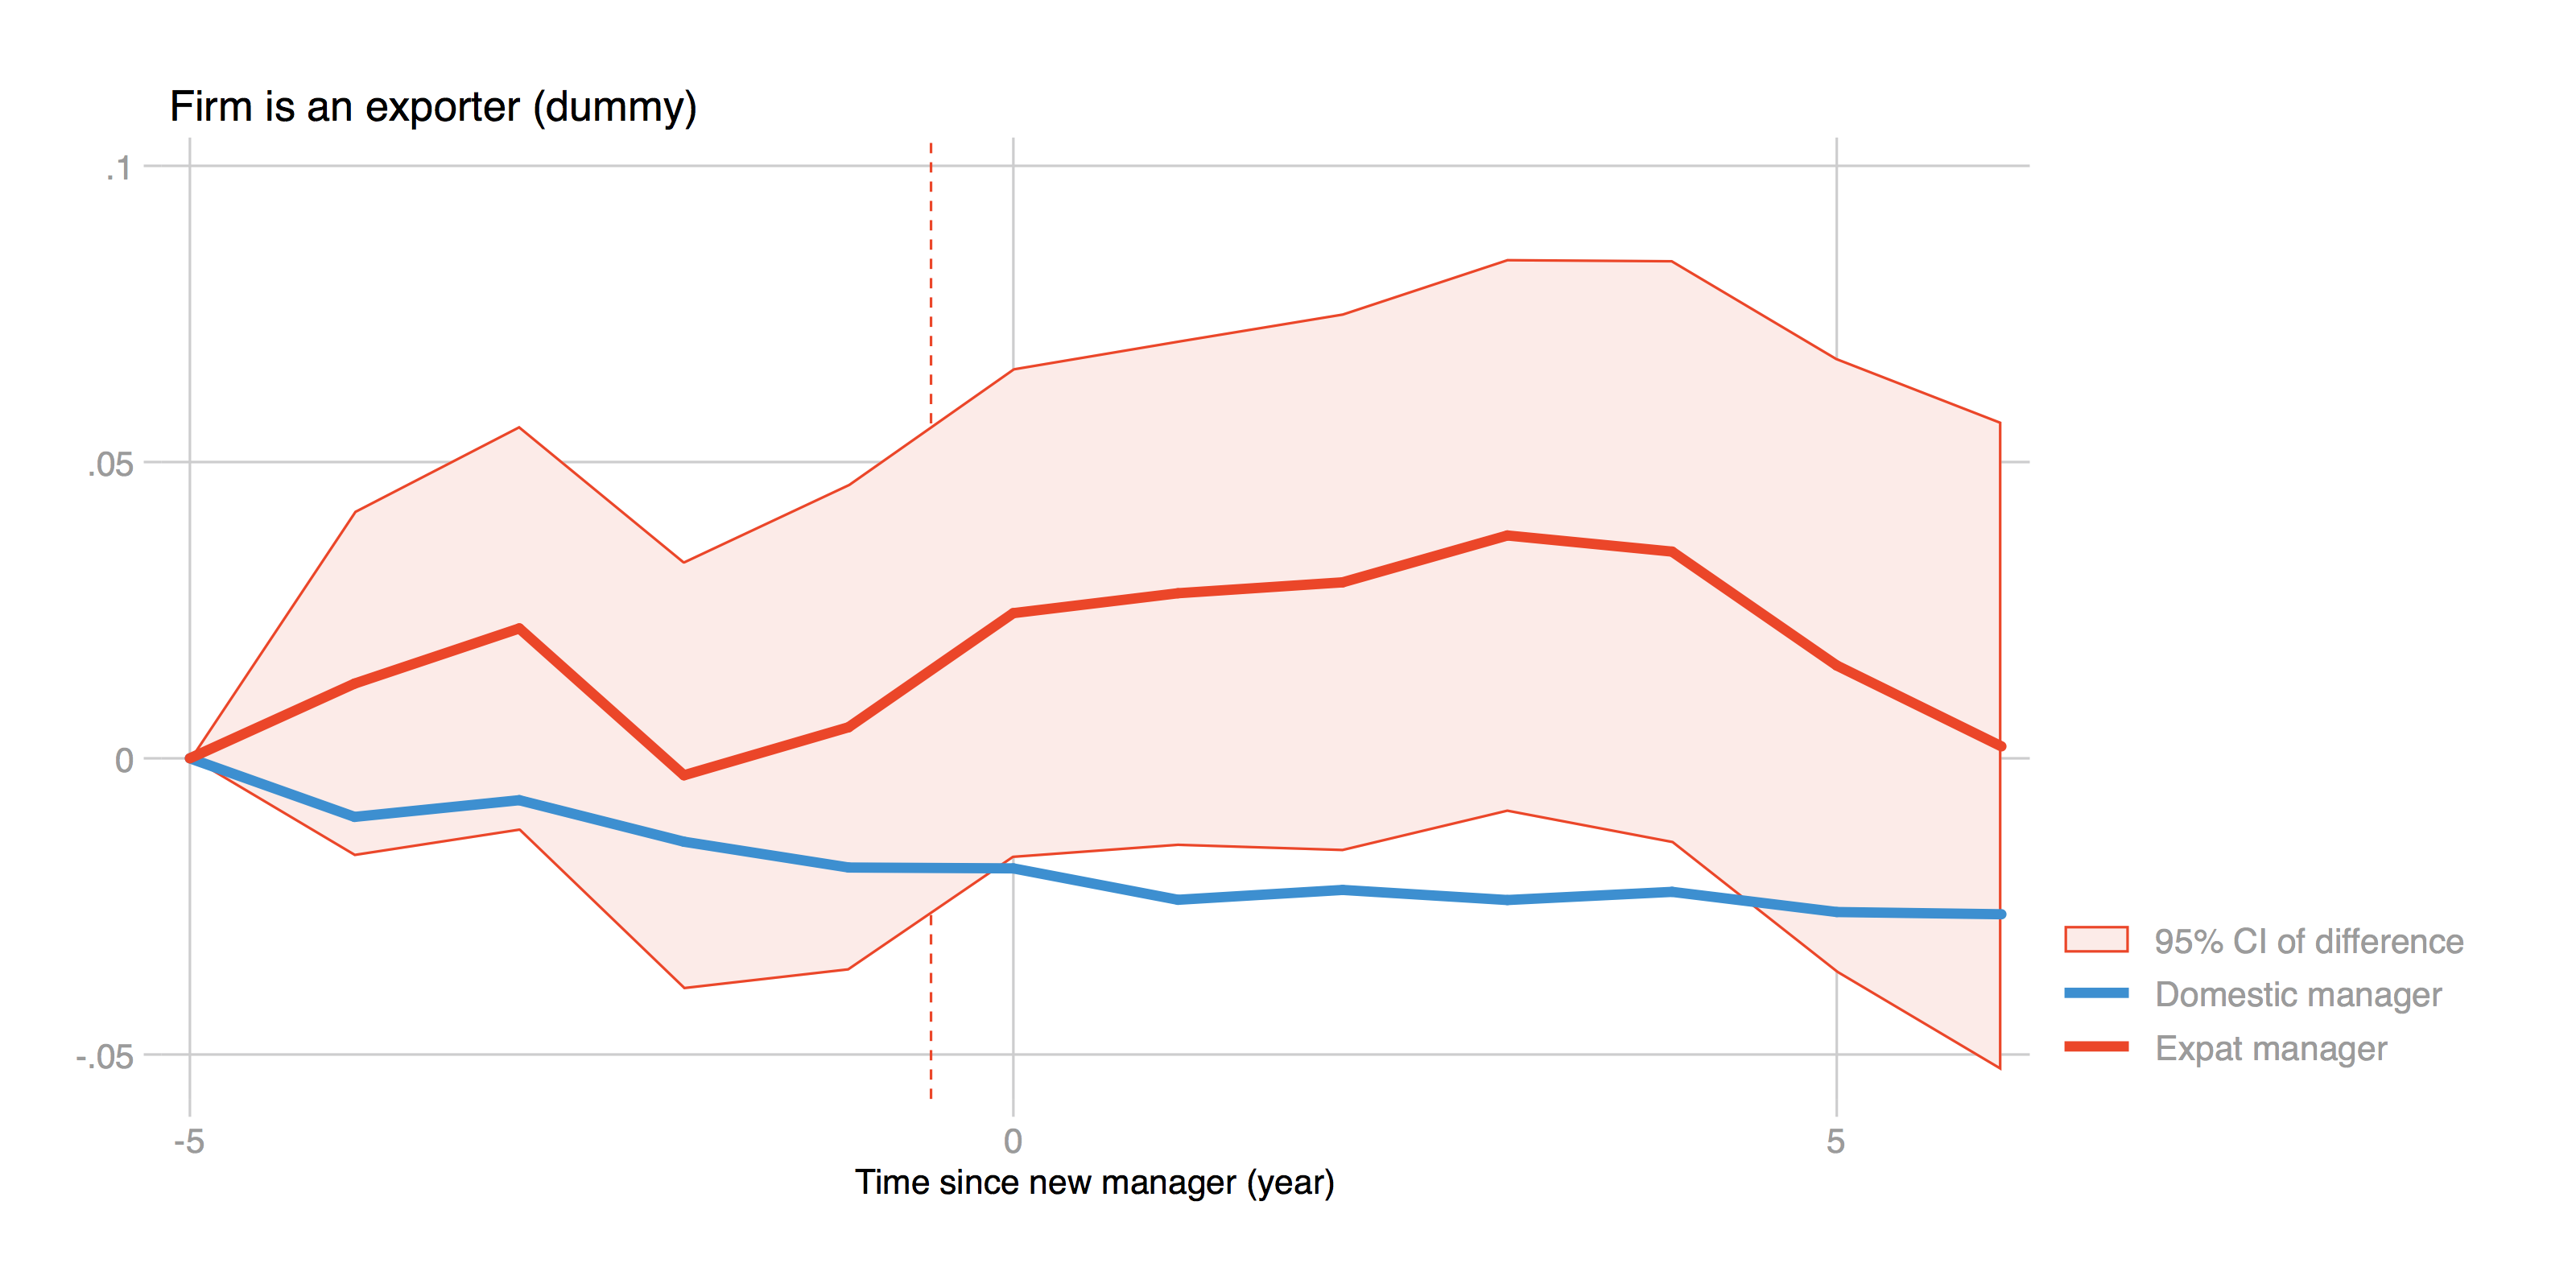 Firm is an exporter (dummy)
.1
.05
0
-.05
-5
0
5
Time since new manager (year)
95% CI of difference
Domestic manager
Expat manager